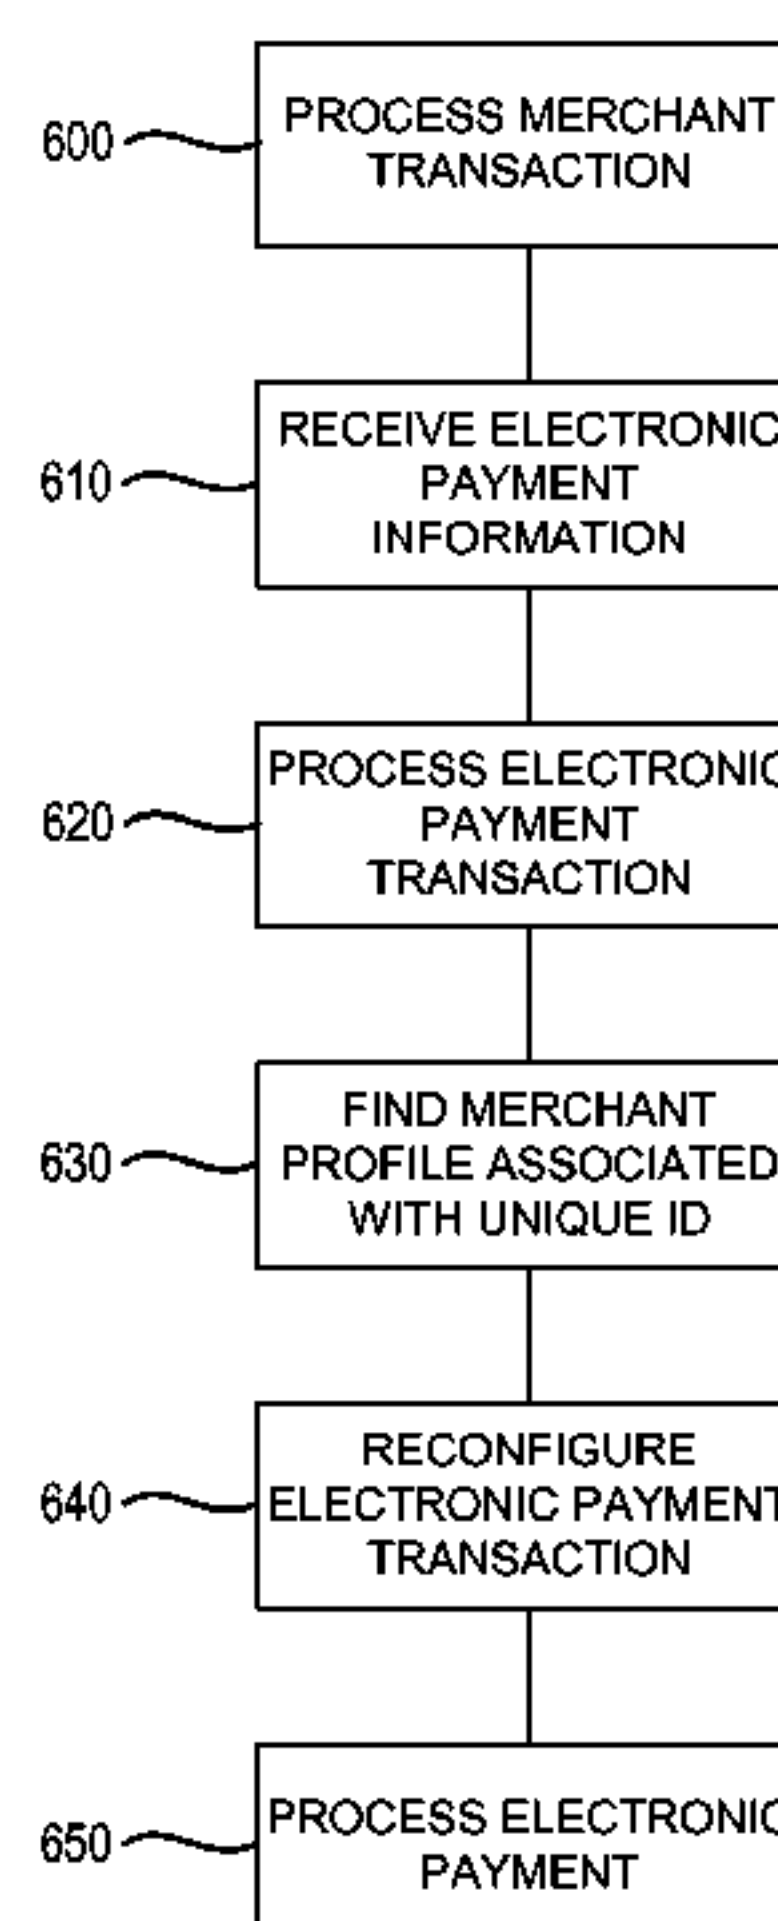 600
PROCESS MERCHANT
TRANSACTION
610
RECEIVE ELECTRONIC
PAYMENT
INFORMATION
620
PROCESS ELECTRONIC
PAYMENT
TRANSACTION
630
FIND MERCHANT
PROFILE ASSOCIATED
WITH UNIQUE ID
640
RECONFIGURE
ELECTRONIC PAYMENT
TRANSACTION
650
PROCESS ELECTRONIC
PAYMENT